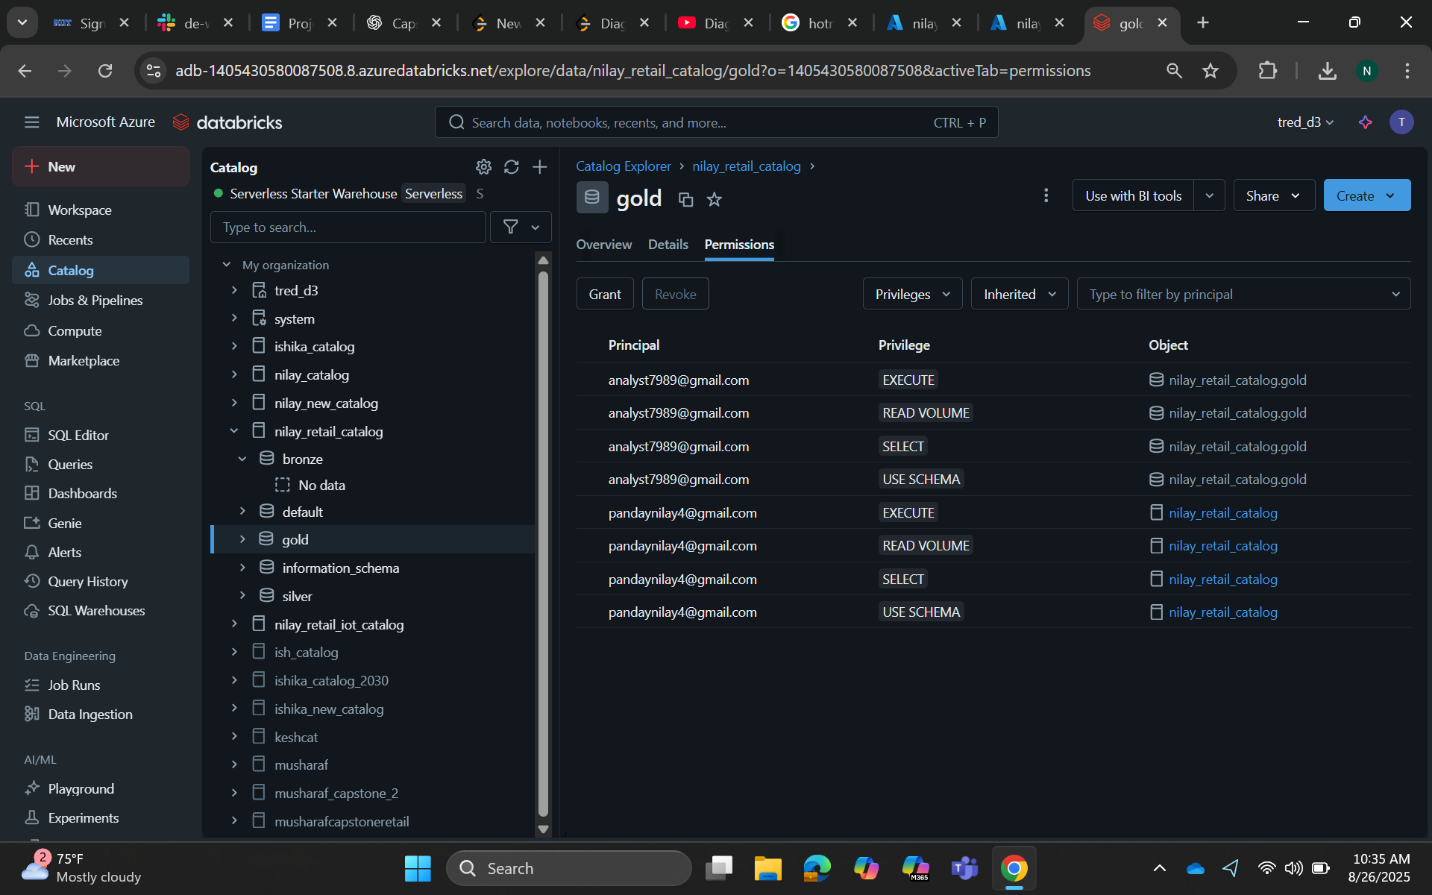 Sign
de-v
Proj
Cap
New
Diag
Diag
hotr
nilay
nilay
gold
adb-1405430580087508.8.azuredatabricks.net/explore/data/nilay_retail_catalog/gold?o=1405430580087508&activeTab=permissions
N
Microsoft Azure databricks
Search data, notebooks, recents, and more... CTRL + P
tred_d3
T
New
Workspace
Recents
Catalog
Jobs & Pipelines
Compute
Marketplace
SQL
SQL Editor
Queries
Dashboards
Genie
Alerts
Query History
SQL Warehouses
Data Engineering
Job Runs
Data Ingestion
AI/ML
Playground
Experiments
Catalog
Serverless Starter Warehouse Serverless S
Type to search...
My organization
tred_d3
system
ishika_catalog
nilay_catalog
nilay_new_catalog
nilay_retail_catalog
bronze
No data
default
gold
information_schema
silver
nilay_retail_iot_catalog
ish_catalog
ishika_catalog_2030
ishika_new_catalog
keshcat
musharaf
musharaf_capstone_2
musharafcapstoneretail
Catalog Explorer > nilay_retail_catalog >
gold
Use with BI tools
Share
Create
Overview Details Permissions
Grant Revoke Privileges Inherited Type to filter by principal
Principal Privilege Object
analyst7989@gmail.com EXECUTE nilay_retail_catalog.gold
analyst7989@gmail.com READ VOLUME nilay_retail_catalog.gold
analyst7989@gmail.com SELECT nilay_retail_catalog.gold
analyst7989@gmail.com USE SCHEMA nilay_retail_catalog.gold
pandaynilay4@gmail.com EXECUTE nilay_retail_catalog
pandaynilay4@gmail.com READ VOLUME nilay_retail_catalog
pandaynilay4@gmail.com SELECT nilay_retail_catalog
pandaynilay4@gmail.com USE SCHEMA nilay_retail_catalog
2
75°F
Mostly cloudy
Search
M365
10:35 AM
8/26/2025